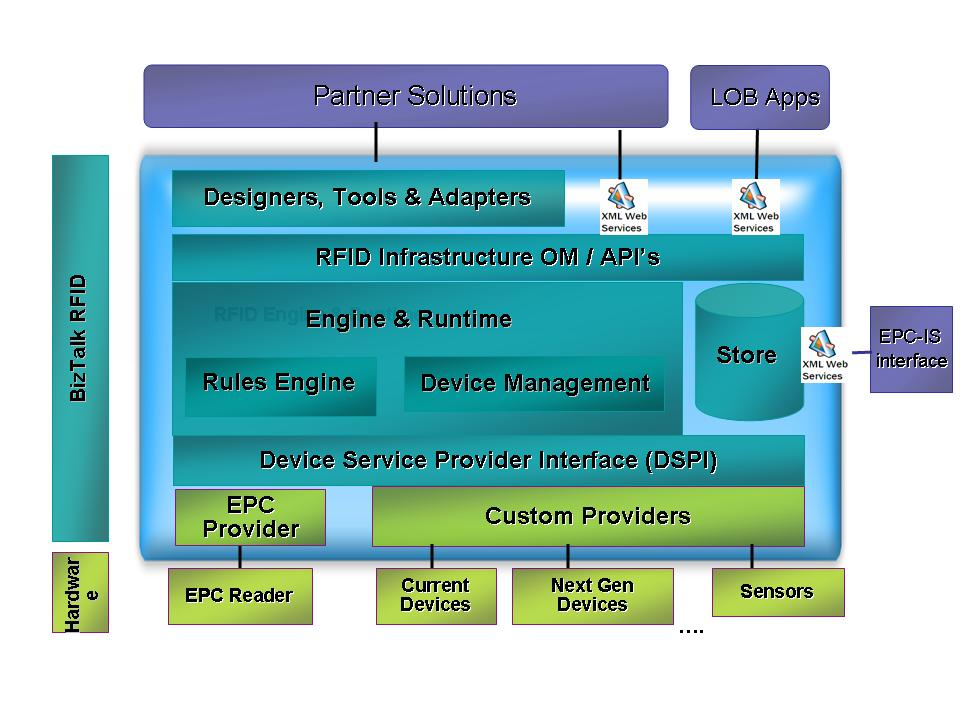 Partner Solutions
LOB Apps
Designers, Tools & Adapters
XML Web
Services
XML Web
Services
RFID Infrastructure OM / API's
BizTalk RFID
Engine & Runtime
Rules Engine
Device Management
Store
XML Web
Services
EPC-IS
interface
Device Service Provider Interface (DSPI)
EPC
Provider
Custom Providers
Hardwar
e
EPC Reader
Current
Devices
Next Gen
Devices
Sensors
....